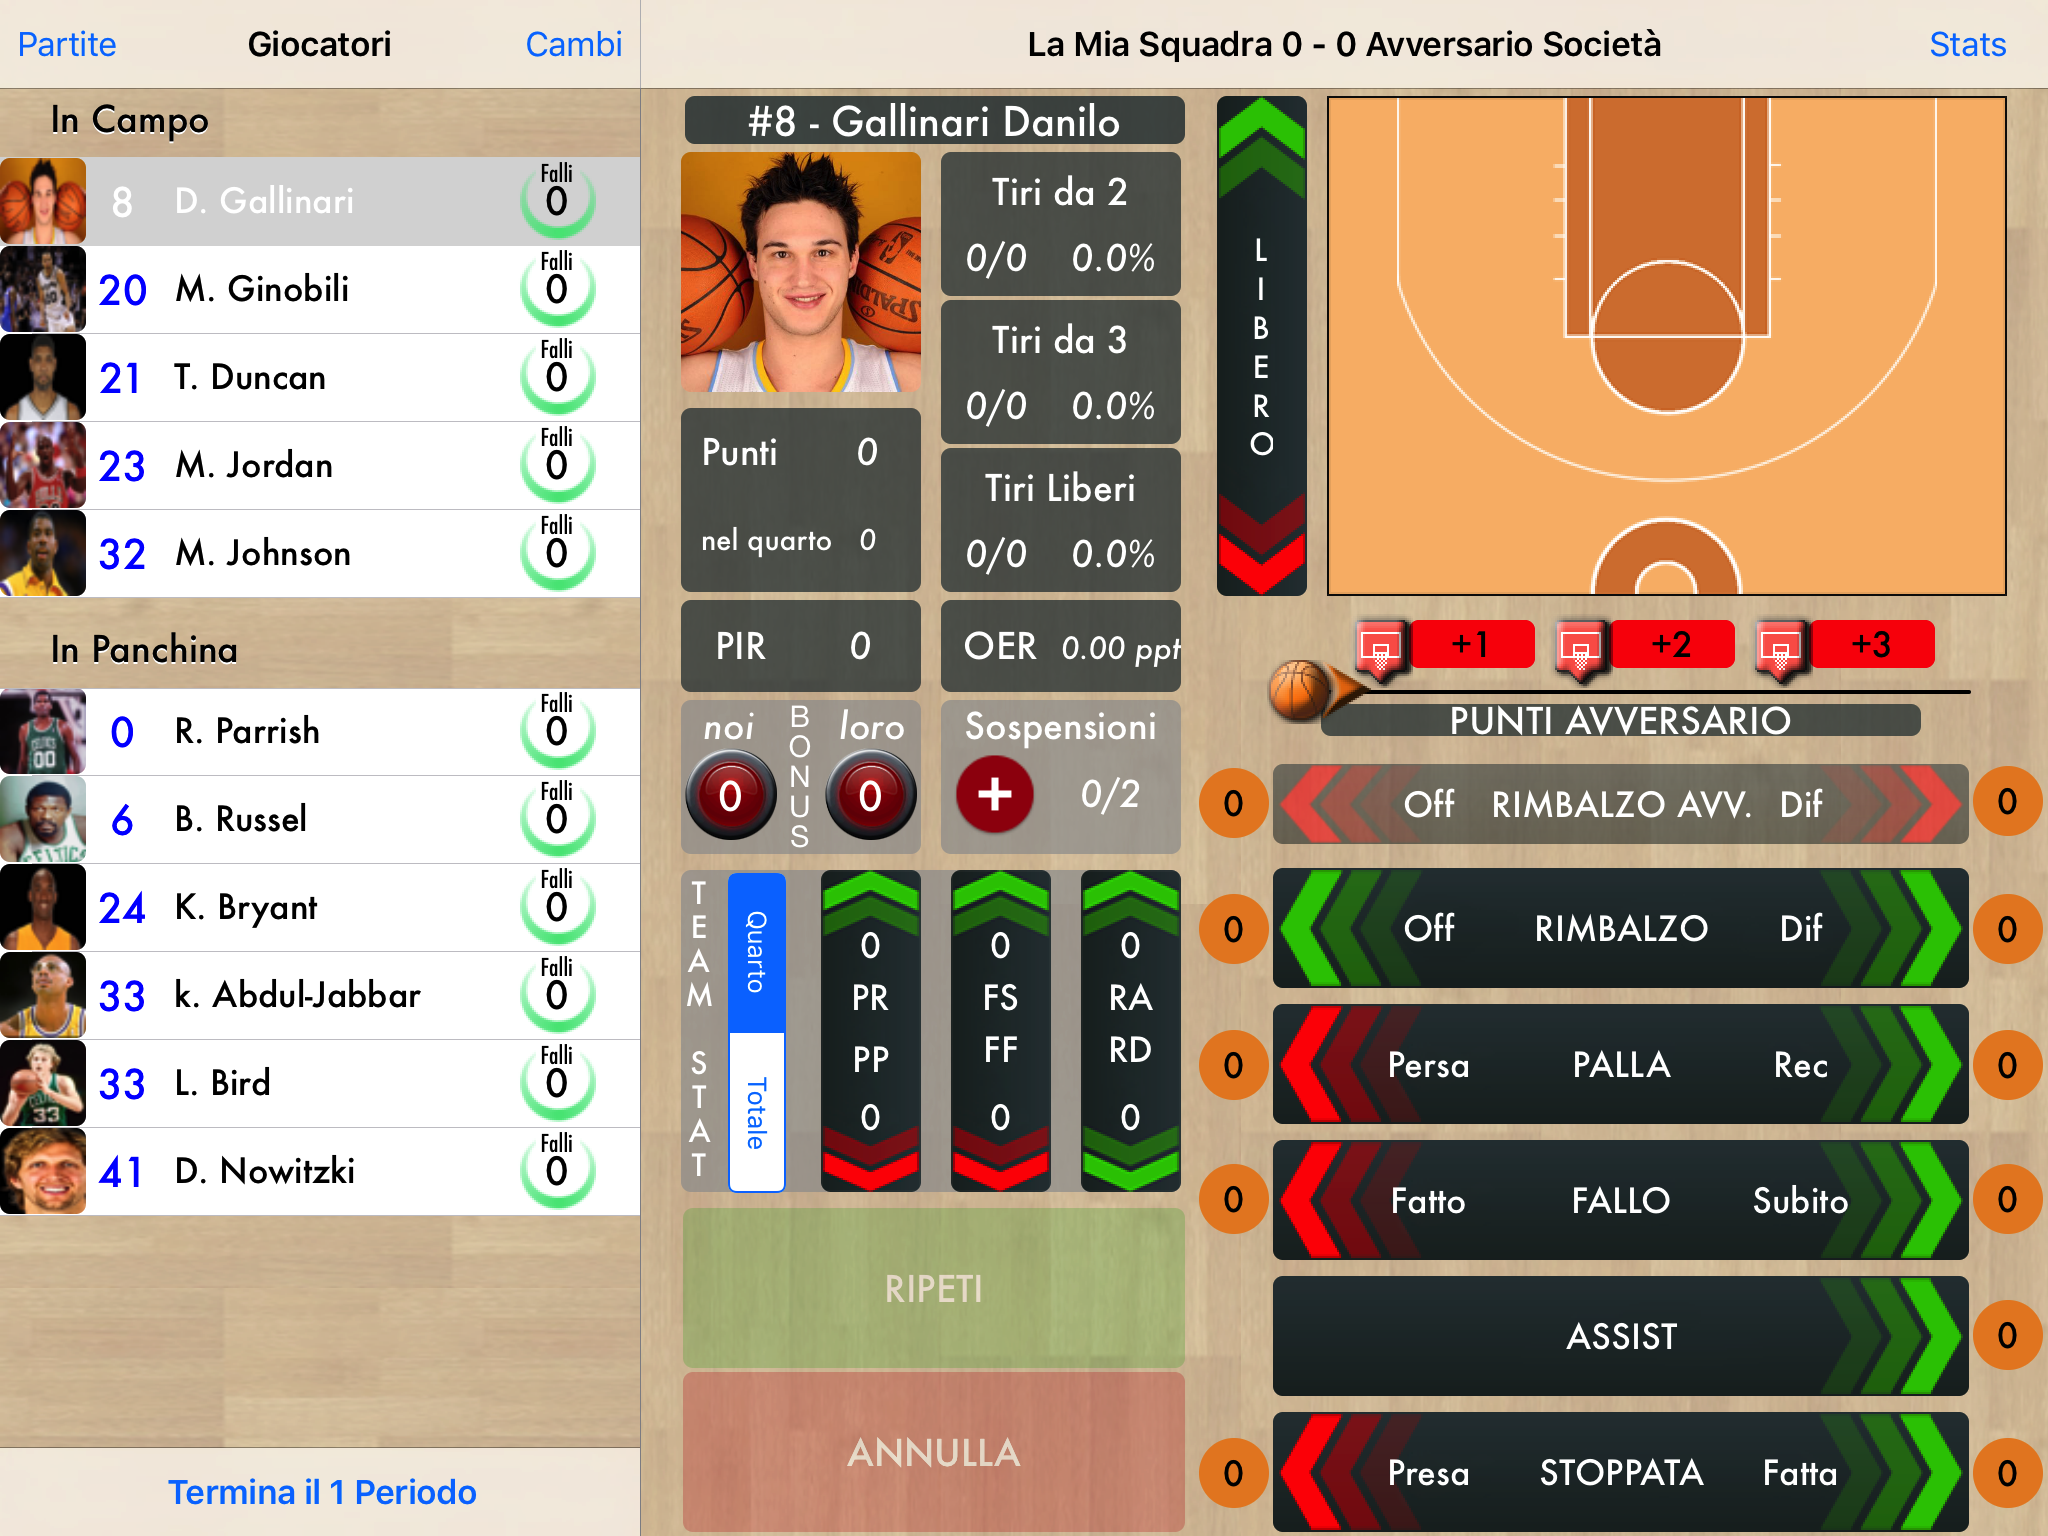 Partite
Giocatori
Cambi
La Mia Squadra 0 - 0 Avversario Società
Stats
In Campo
8 D. Gallinari Falli 0
20 M. Ginobili Falli 0
21 T. Duncan Falli 0
23 M. Jordan Falli 0
32 M. Johnson Falli 0
In Panchina
0 R. Parrish Falli 0
6 B. Russel Falli 0
24 K. Bryant Falli 0
33 k. Abdul-Jabbar Falli 0
33 L. Bird Falli 0
41 D. Nowitzki Falli 0
Termina il 1 Periodo
#8 - Gallinari Danilo
SPALDING
Tiri da 2
0/0 0.0%
Tiri da 3
0/0 0.0%
Tiri Liberi
0/0 0.0%
Punti 0
nel quarto 0
PIR 0
OER 0.00 ppt
noi
BONUS
loro
0
0
Sospensioni
+ 0/2
TEAM STAT
Quarto
Totale
0
PR
PP
0
0
FS
FF
0
0
RA
RD
0
RIPETI
ANNULLA
LIBERO
+1
+2
+3
PUNTI AVVERSARIO
0 Off RIMBALZO AVV. Dif 0
0 Off RIMBALZO Dif 0
0 Persa PALLA Rec 0
0 Fatto FALLO Subito 0
ASSIST 0
0 Presa STOPPATA Fatta 0